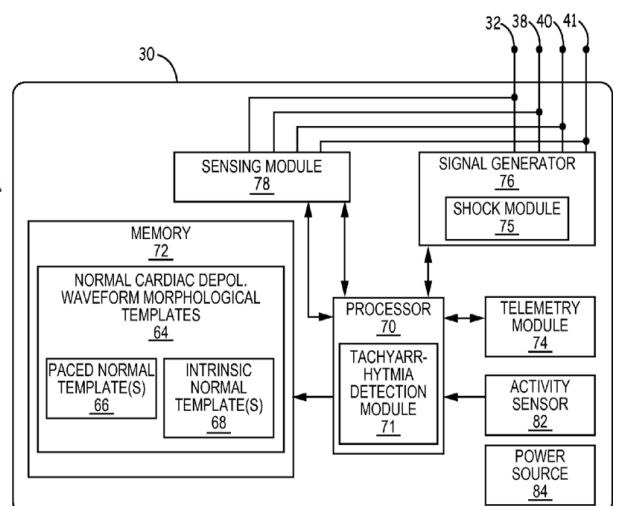 32 38 40 41
30
SENSING MODULE
78
SIGNAL GENERATOR
76
SHOCK MODULE
75
MEMORY
72
NORMAL CARDIAC DEPOL.
WAVEFORM MORPHOLOGICAL
TEMPLATES
64
PACED NORMAL
TEMPLATE(S)
66
INTRINSIC
NORMAL
TEMPLATE(S)
68
PROCESSOR
70
TACHYARR-
HYTMIA
DETECTION
MODULE
71
TELEMETRY
MODULE
74
ACTIVITY
SENSOR
82
POWER
SOURCE
84